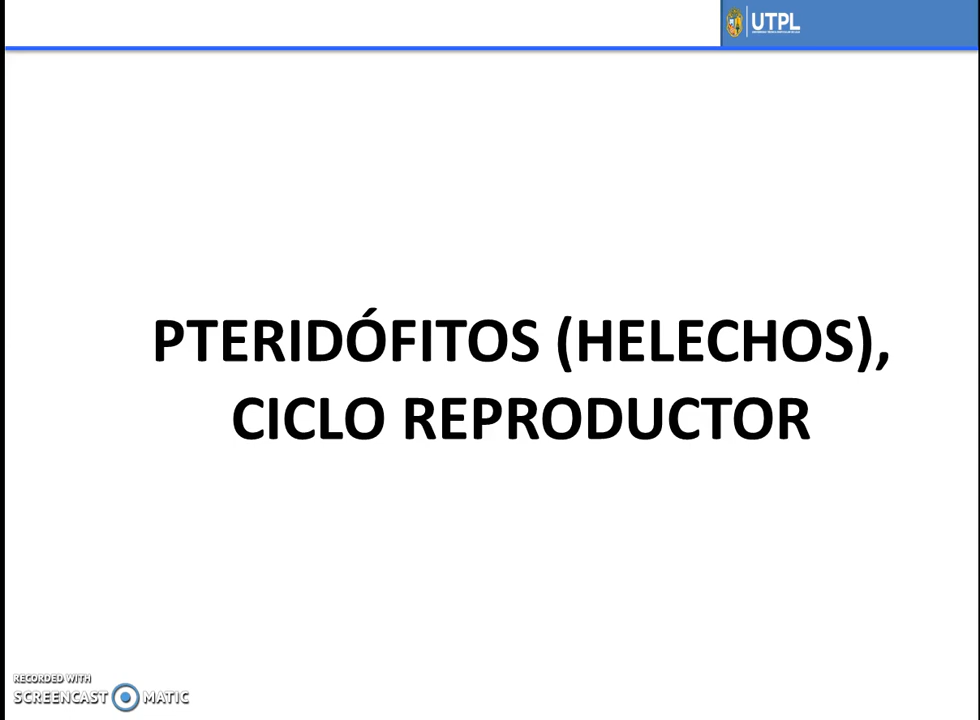 UTPL
PTERIDÓFITOS (HELECHOS),
CICLO REPRODUCTOR
RECORDED WITH
SCREENCAST MATIC